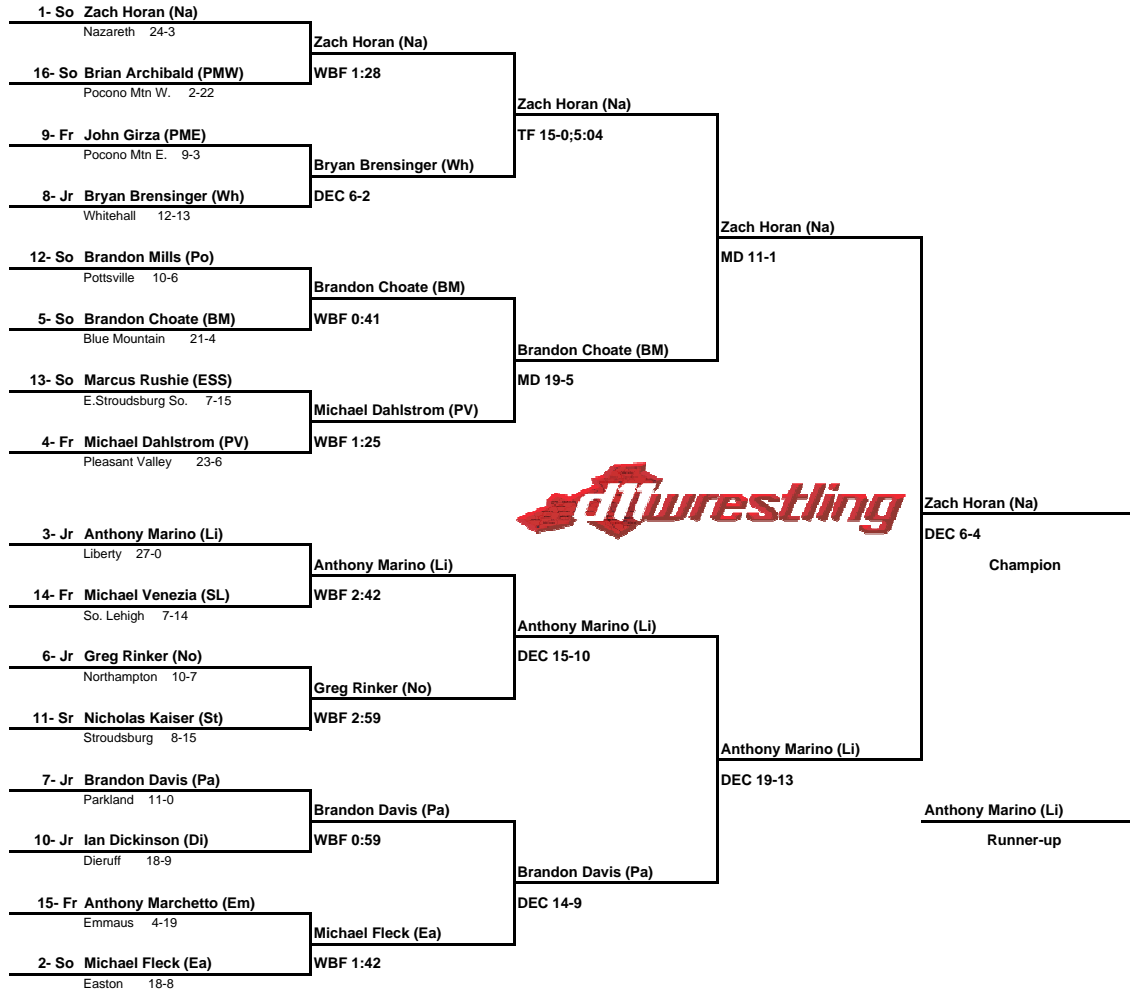 1- So Zach Horan (Na)
Nazareth 24-3
Zach Horan (Na)
16- So Brian Archibald (PMW)
WBF 1:28
Pocono Mtn W. 2-22
Zach Horan (Na)
9- Fr John Girza (PME)
TF 15-0;5:04
Pocono Mtn E. 9-3
Bryan Brensinger (Wh)
8- Jr Bryan Brensinger (Wh)
DEC 6-2
Whitehall 12-13
Zach Horan (Na)
12- So Brandon Mills (Po)
MD 11-1
Pottsville 10-6
Brandon Choate (BM)
5- So Brandon Choate (BM)
WBF 0:41
Blue Mountain 21-4
Brandon Choate (BM)
13- So Marcus Rushie (ESS)
MD 19-5
E.Stroudsburg So. 7-15
Michael Dahlstrom (PV)
4- Fr Michael Dahlstrom (PV)
WBF 1:25
Pleasant Valley 23-6
d11wrestling
Zach Horan (Na)
3- Jr Anthony Marino (Li)
DEC 6-4
Liberty 27-0
Anthony Marino (Li)
Champion
14- Fr Michael Venezia (SL)
WBF 2:42
So. Lehigh 7-14
Anthony Marino (Li)
6- Jr Greg Rinker (No)
DEC 15-10
Northampton 10-7
Greg Rinker (No)
11- Sr Nicholas Kaiser (St)
WBF 2:59
Stroudsburg 8-15
Anthony Marino (Li)
7- Jr Brandon Davis (Pa)
DEC 19-13
Parkland 11-0
Brandon Davis (Pa)
Anthony Marino (Li)
10- Jr Ian Dickinson (Di)
WBF 0:59
Runner-up
Dieruff 18-9
Brandon Davis (Pa)
15- Fr Anthony Marchetto (Em)
DEC 14-9
Emmaus 4-19
Michael Fleck (Ea)
2- So Michael Fleck (Ea)
WBF 1:42
Easton 18-8